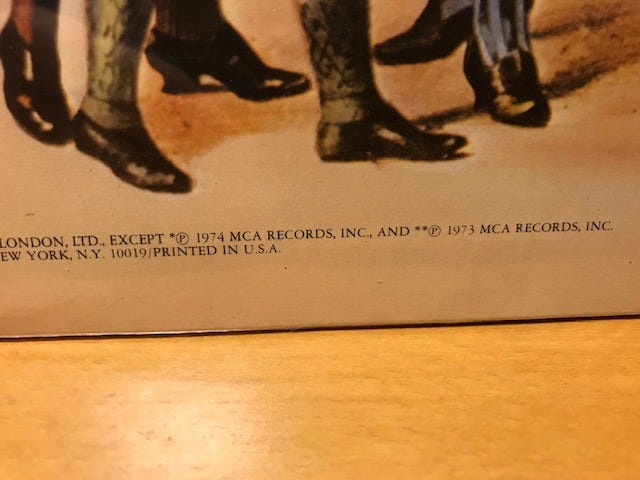 LONDON, LTD., EXCEPT *℗ 1974 MCA RECORDS, INC., AND **℗ 1973 MCA RECORDS, INC.
EW YORK, N.Y. 10019/PRINTED IN U.S.A.